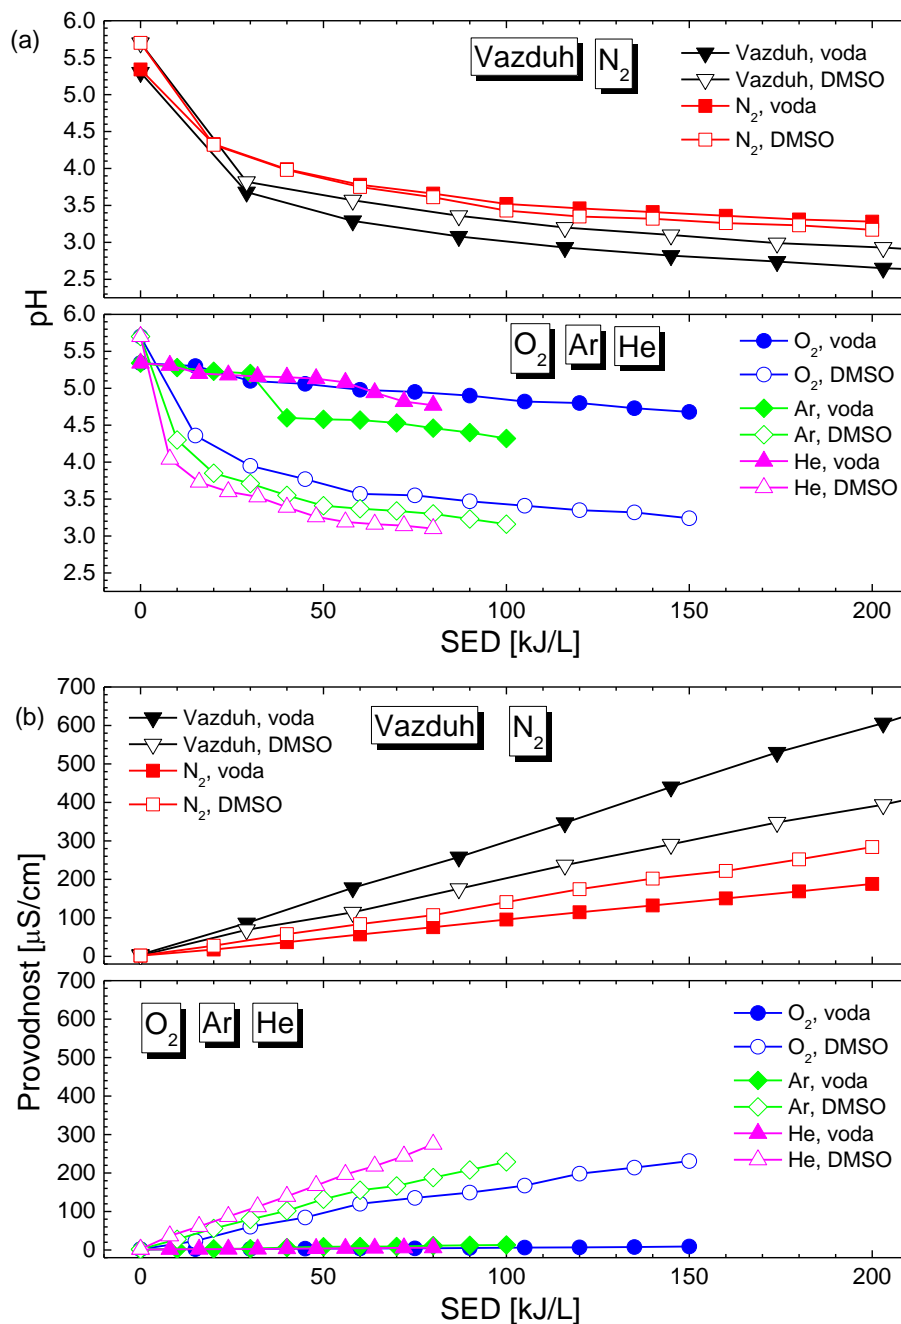 (a)
6.0
5.5
5.0
4.5
4.0
3.5
3.0
2.5
Vazduh N₂
Vazduh, voda
Vazduh, DMSO
N₂, voda
N₂, DMSO
pH
6.0
5.5
5.0
4.5
4.0
3.5
3.0
2.5
O₂ Ar He
O₂, voda
O₂, DMSO
Ar, voda
Ar, DMSO
He, voda
He, DMSO
0 50 100 150 200
SED [kJ/L]
(b)
700
600
500
400
300
200
100
0
Vazduh, voda
Vazduh, DMSO
N₂, voda
N₂, DMSO
Vazduh N₂
Provodnost [μS/cm]
700
600
500
400
300
200
100
0
O₂ Ar He
O₂, voda
O₂, DMSO
Ar, voda
Ar, DMSO
He, voda
He, DMSO
0 50 100 150 200
SED [kJ/L]